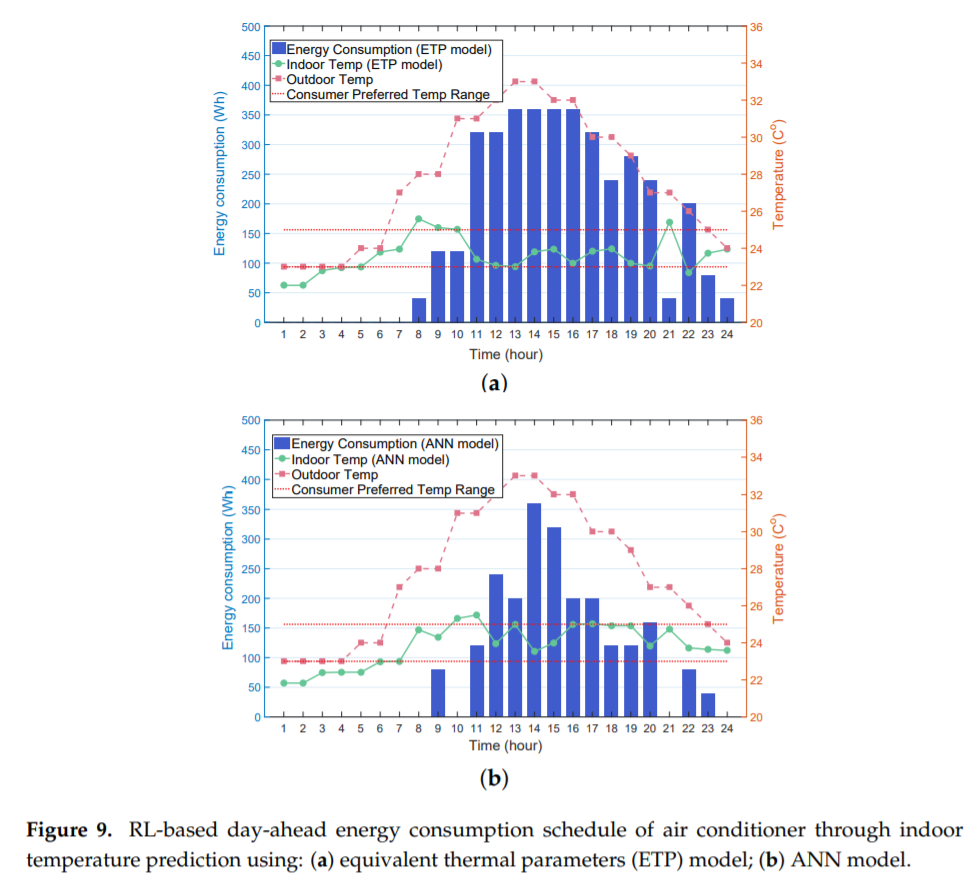 500
450
400
350
300
250
200
150
100
50
0
Energy consumption (Wh)
Energy Consumption (ETP model)
Indoor Temp (ETP model)
Outdoor Temp
Consumer Preferred Temp Range
36
34
32
30
28
26
24
22
20
Temperature (C°)
1 2 3 4 5 6 7 8 9 10 11 12 13 14 15 16 17 18 19 20 21 22 23 24
Time (hour)
(a)
500
450
400
350
300
250
200
150
100
50
0
Energy consumption (Wh)
Energy Consumption (ANN model)
Indoor Temp (ANN model)
Outdoor Temp
Consumer Preferred Temp Range
36
34
32
30
28
26
24
22
20
Temperature (C°)
1 2 3 4 5 6 7 8 9 10 11 12 13 14 15 16 17 18 19 20 21 22 23 24
Time (hour)
(b)
Figure 9. RL-based day-ahead energy consumption schedule of air conditioner through indoor
temperature prediction using: (a) equivalent thermal parameters (ETP) model; (b) ANN model.